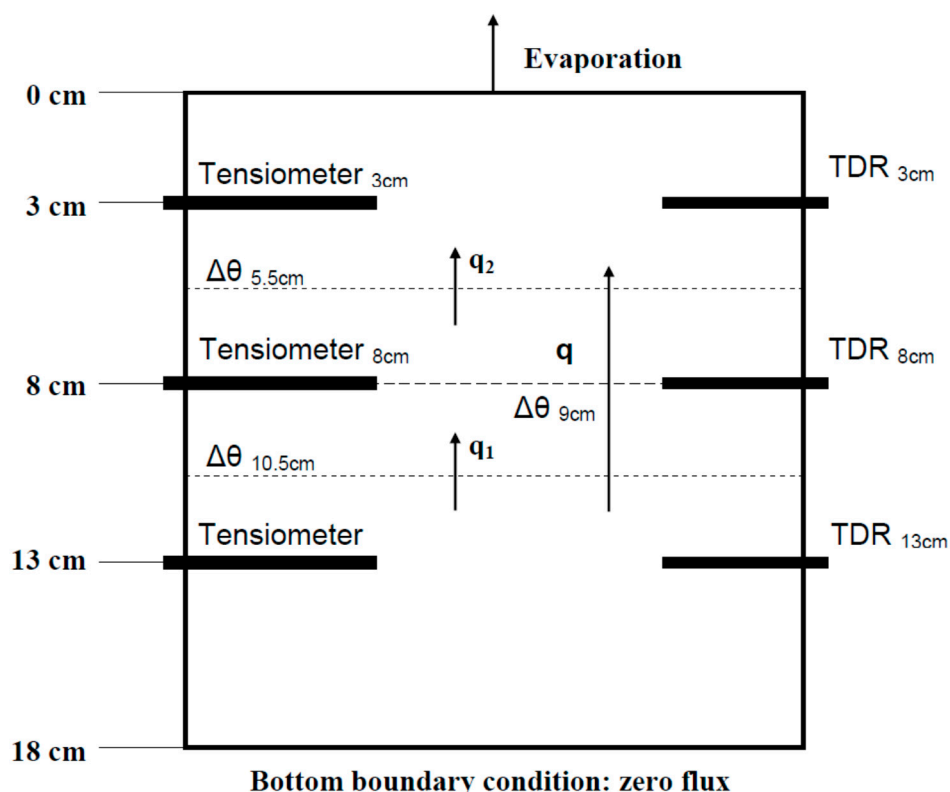 Evaporation
0 cm
Tensiometer 3cm
TDR 3cm
3 cm
Δθ 5.5cm
q2
Tensiometer 8cm
q
TDR 8cm
8 cm
Δθ 9cm
Δθ 10.5cm
q1
Tensiometer
TDR 13cm
13 cm
18 cm
Bottom boundary condition: zero flux